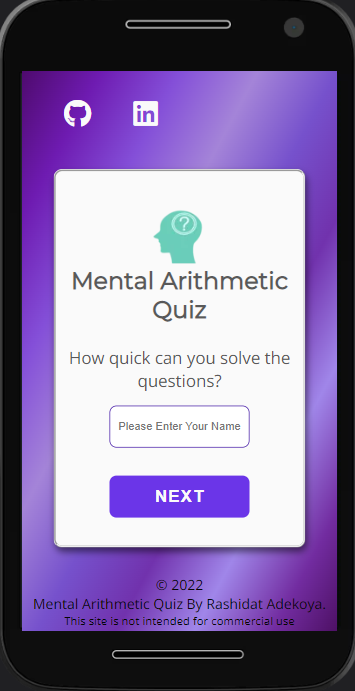 Mental Arithmetic
Quiz
How quick can you solve the
questions?
Please Enter Your Name
NEXT
© 2022
Mental Arithmetic Quiz By Rashidat Adekoya.
This site is not intended for commercial use